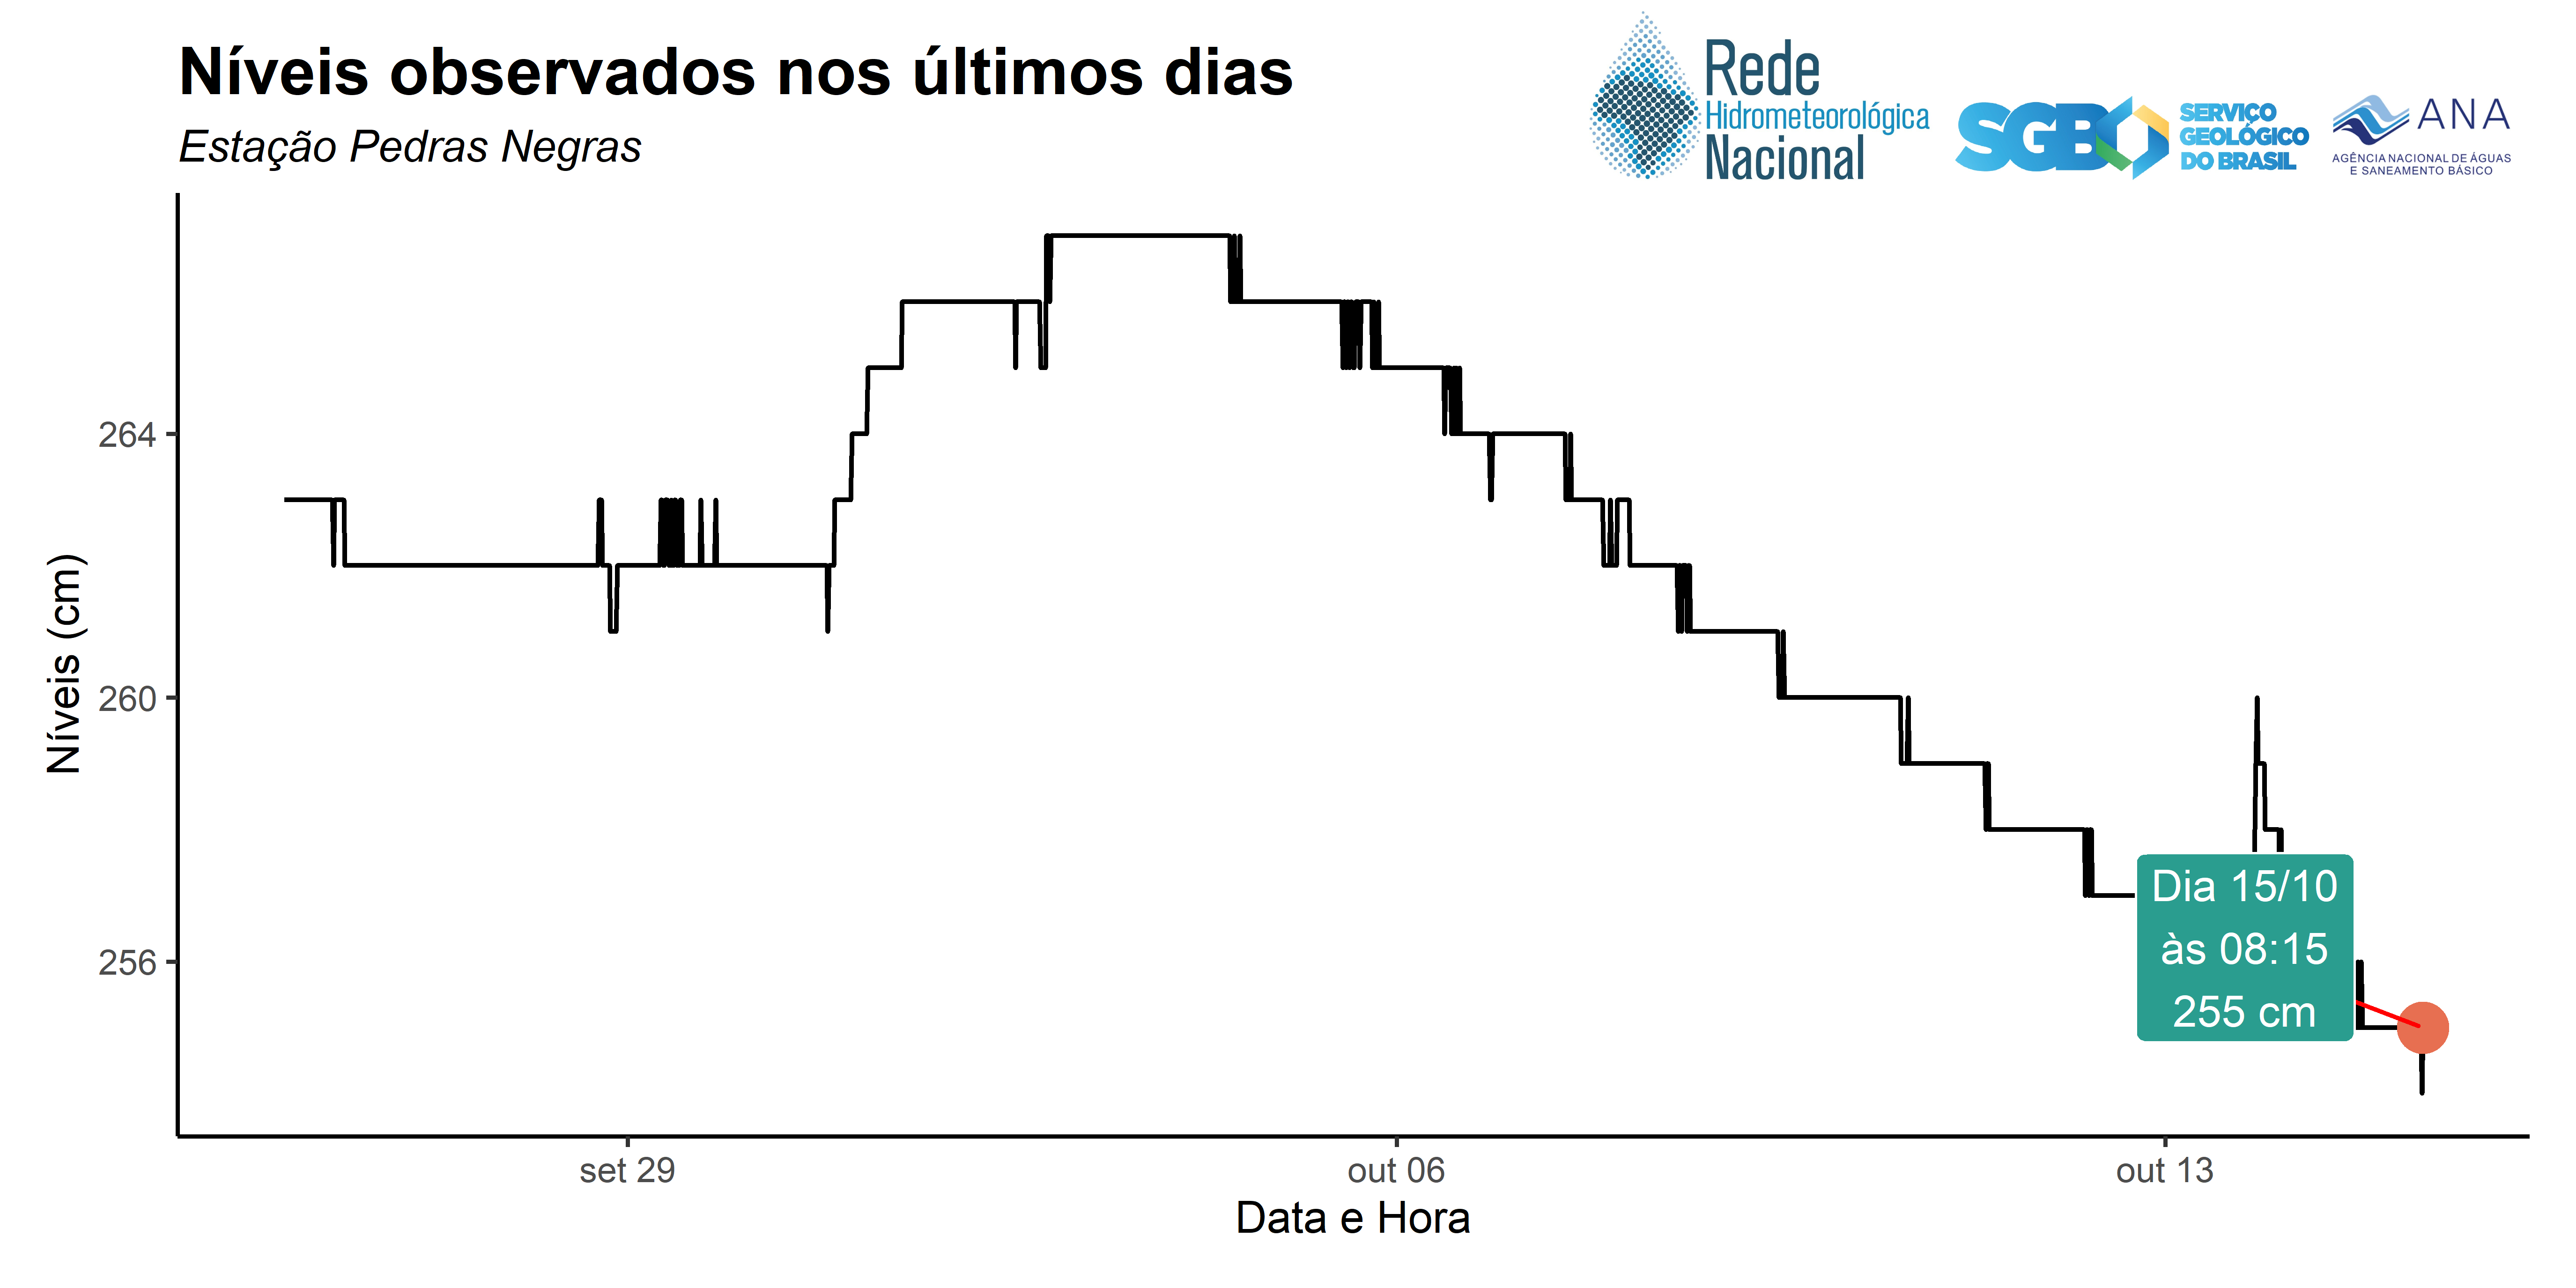 Níveis observados nos últimos dias
Estação Pedras Negras
Rede
Hidrometeorológica
Nacional
SGB
SERVIÇO
GEOLÓGICO
DO BRASIL
ANA
AGÊNCIA NACIONAL DE ÁGUAS
E SANEAMENTO BÁSICO
Níveis (cm)
264
260
256
Dia 15/10
às 08:15
255 cm
set 29
out 06
out 13
Data e Hora